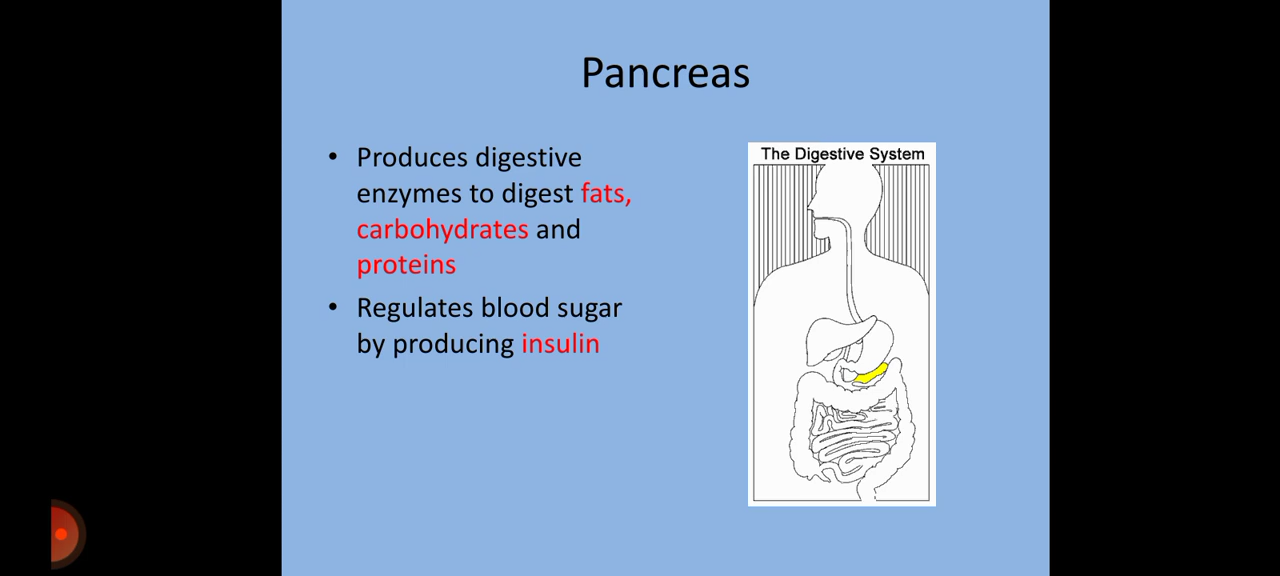 Pancreas
• Produces digestive
enzymes to digest fats,
carbohydrates and
proteins
• Regulates blood sugar
by producing insulin
The Digestive System